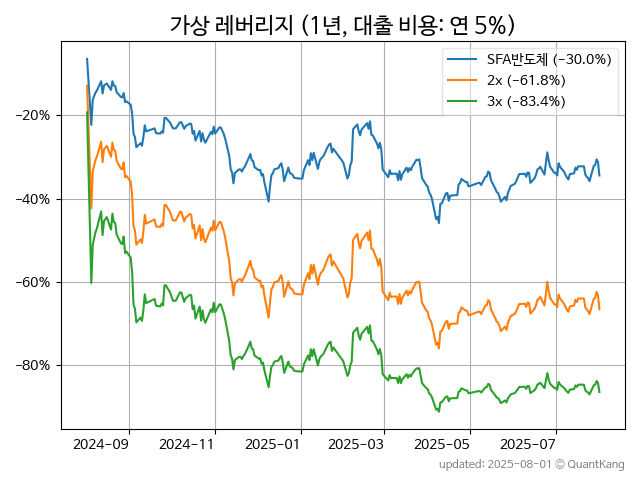 가상 레버리지 (1년, 대출 비용: 연 5%)
SFA반도체 (−30.0%)
2x (−61.8%)
3x (−83.4%)
−20%
−40%
−60%
−80%
2024-09 2024-11 2025-01 2025-03 2025-05 2025-07
updated: 2025-08-01 © QuantKang